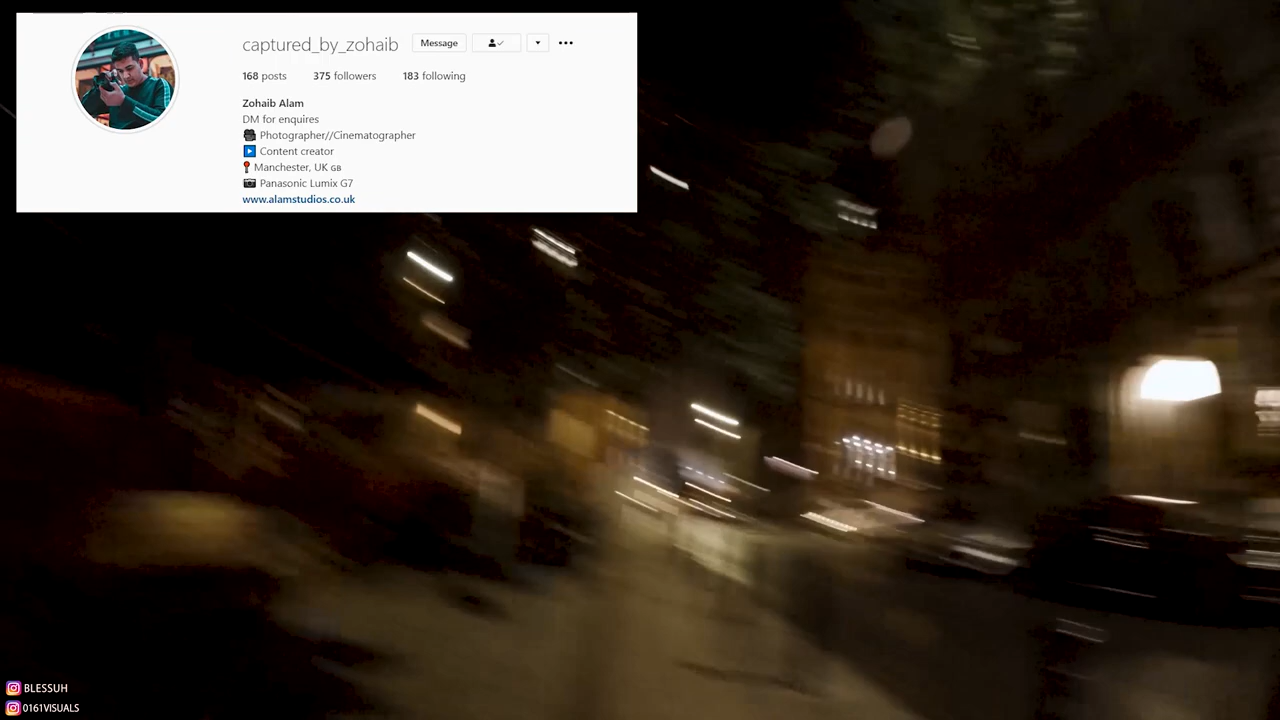 captured_by_zohaib Message
168 posts 375 followers 183 following
Zohaib Alam
DM for enquires
Photographer//Cinematographer
Content creator
Manchester, UK GB
Panasonic Lumix G7
www.alamstudios.co.uk
BLESSUH
0161VISUALS